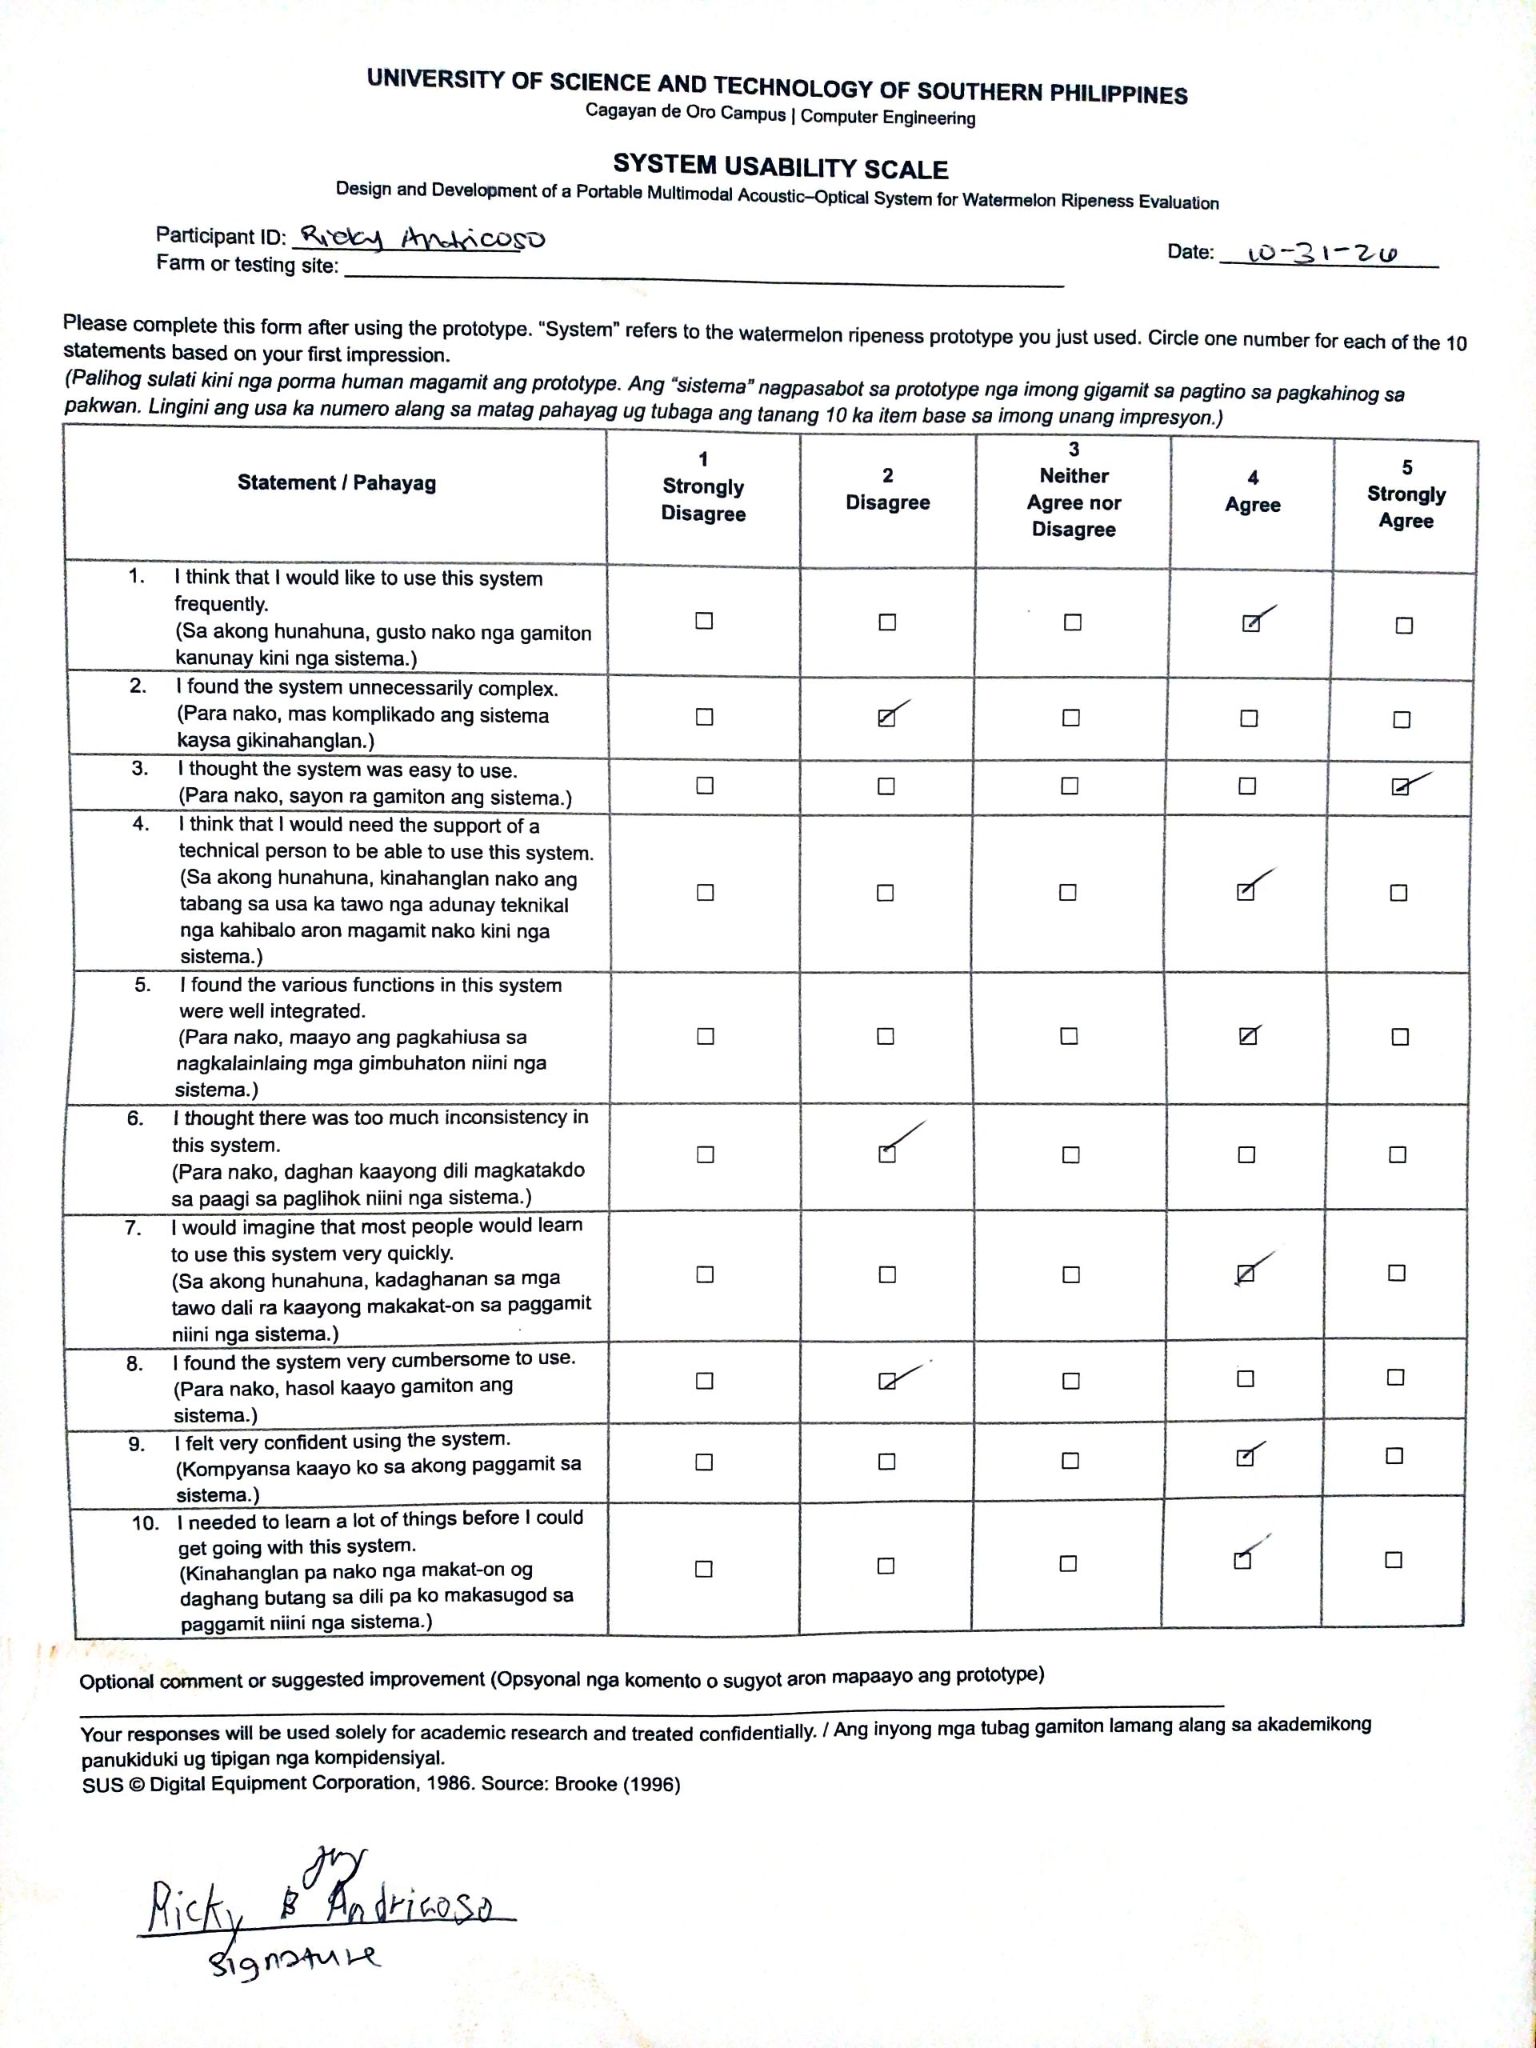 UNIVERSITY OF SCIENCE AND TECHNOLOGY OF SOUTHERN PHILIPPINES
Cagayan de Oro Campus | Computer Engineering
SYSTEM USABILITY SCALE
Design and Development of a Portable Multimodal Acoustic–Optical System for Watermelon Ripeness Evaluation
Participant ID: Ricky Andricoso
Date: 10-31-26
Farm or testing site:
Please complete this form after using the prototype. “System” refers to the watermelon ripeness prototype you just used. Circle one number for each of the 10
statements based on your first impression.
(Palihog sulati kini nga porma human magamit ang prototype. Ang “sistema” nagpasabot sa prototype nga imong gigamit sa pagtino sa pagkahinog sa
pakwan. Lingini ang usa ka numero alang sa matag pahayag ug tubaga ang tanang 10 ka item base sa imong unang impresyon.)
Statement / Pahayag
1
Strongly
Disagree
2
Disagree
3
Neither
Agree nor
Disagree
4
Agree
5
Strongly
Agree
1. I think that I would like to use this system
frequently.
(Sa akong hunahuna, gusto nako nga gamiton
kanunay kini nga sistema.)
2. I found the system unnecessarily complex.
(Para nako, mas komplikado ang sistema
kaysa gikinahanglan.)
3. I thought the system was easy to use.
(Para nako, sayon ra gamiton ang sistema.)
4. I think that I would need the support of a
technical person to be able to use this system.
(Sa akong hunahuna, kinahanglan nako ang
tabang sa usa ka tawo nga adunay teknikal
nga kahibalo aron magamit nako kini nga
sistema.)
5. I found the various functions in this system
were well integrated.
(Para nako, maayo ang pagkahiusa sa
nagkalainlaing mga gimbuhaton niini nga
sistema.)
6. I thought there was too much inconsistency in
this system.
(Para nako, daghan kaayong dili magkatakdo
sa paagi sa paglihok niini nga sistema.)
7. I would imagine that most people would learn
to use this system very quickly.
(Sa akong hunahuna, kadaghanan sa mga
tawo dali ra kaayong makakat-on sa paggamit
niini nga sistema.)
8. I found the system very cumbersome to use.
(Para nako, hasol kaayo gamiton ang
sistema.)
9. I felt very confident using the system.
(Kompyansa kaayo ko sa akong paggamit sa
sistema.)
10. I needed to learn a lot of things before I could
get going with this system.
(Kinahanglan pa nako nga makat-on og
daghang butang sa dili pa ko makasugod sa
paggamit niini nga sistema.)
Optional comment or suggested improvement (Opsyonal nga komento o sugyot aron mapaayo ang prototype)
Your responses will be used solely for academic research and treated confidentially. / Ang inyong mga tubag gamiton lamang alang sa akademikong
panukiduki ug tipigan nga kompidensiyal.
SUS © Digital Equipment Corporation, 1986. Source: Brooke (1996)
Ricky B Andricoso
signature